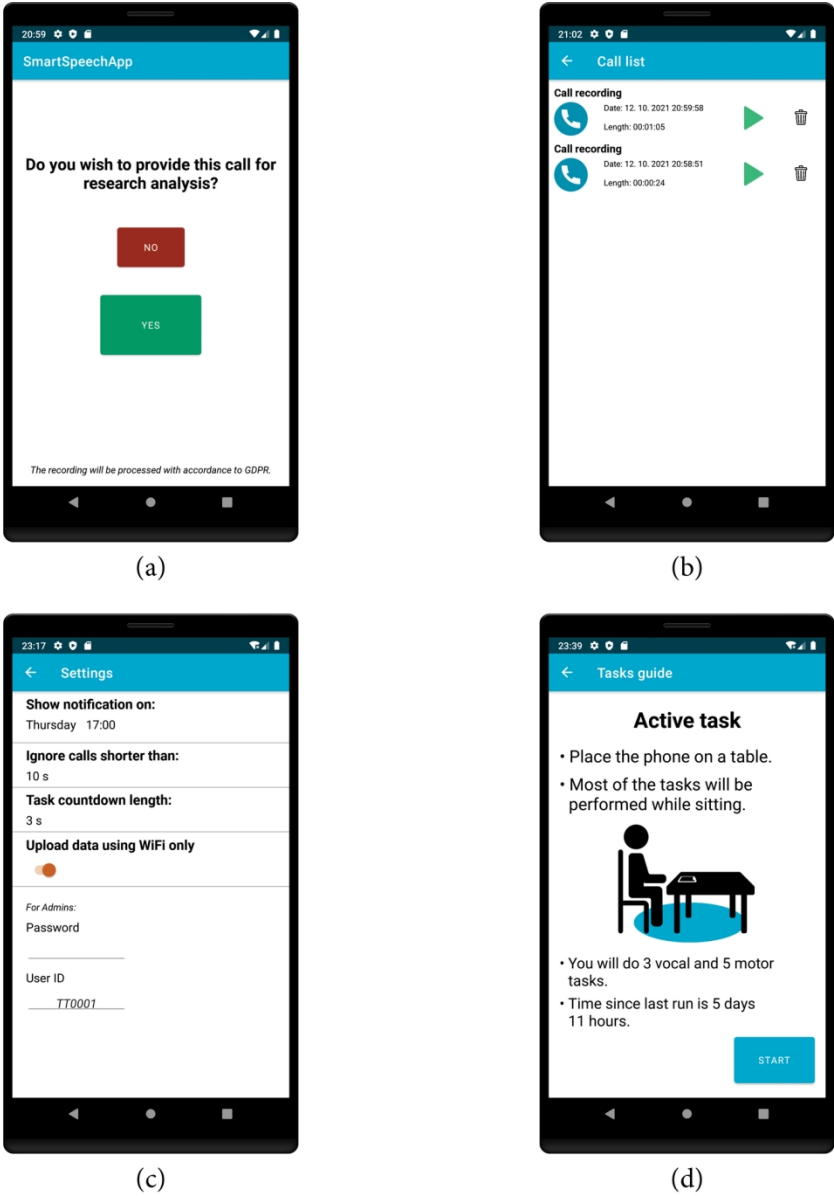 20:59
SmartSpeechApp
Do you wish to provide this call for
research analysis?
NO
YES
The recording will be processed with accordance to GDPR.
(a)
21:02
Call list
Call recording
Date: 12. 10. 2021 20:59:58
Length: 00:01:05
Call recording
Date: 12. 10. 2021 20:58:51
Length: 00:00:24
(b)
23:17
Settings
Show notification on:
Thursday 17:00
Ignore calls shorter than:
10 s
Task countdown length:
3 s
Upload data using WiFi only
For Admins:
Password
User ID
TT0001
(c)
23:39
Tasks guide
Active task
• Place the phone on a table.
• Most of the tasks will be
performed while sitting.
• You will do 3 vocal and 5 motor
tasks.
• Time since last run is 5 days
11 hours.
START
(d)